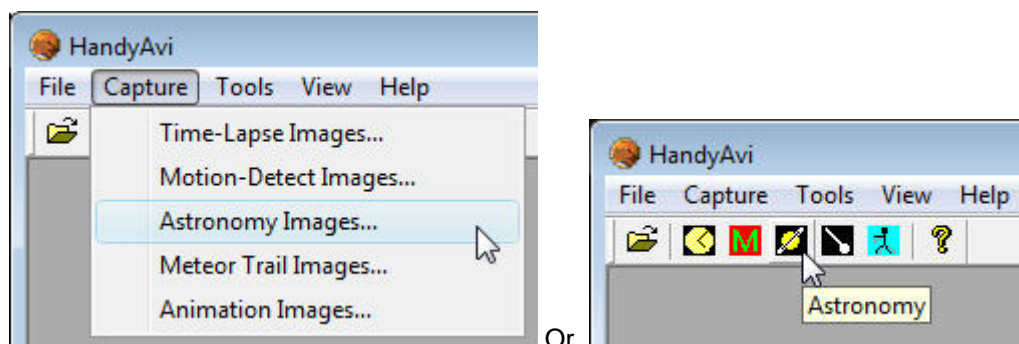 HandyAvi
File Capture Tools View Help
Time-Lapse Images...
Motion-Detect Images...
Astronomy Images...
Meteor Trail Images...
Animation Images...
Or
HandyAvi
File Capture Tools View Help
M
?
Astronomy